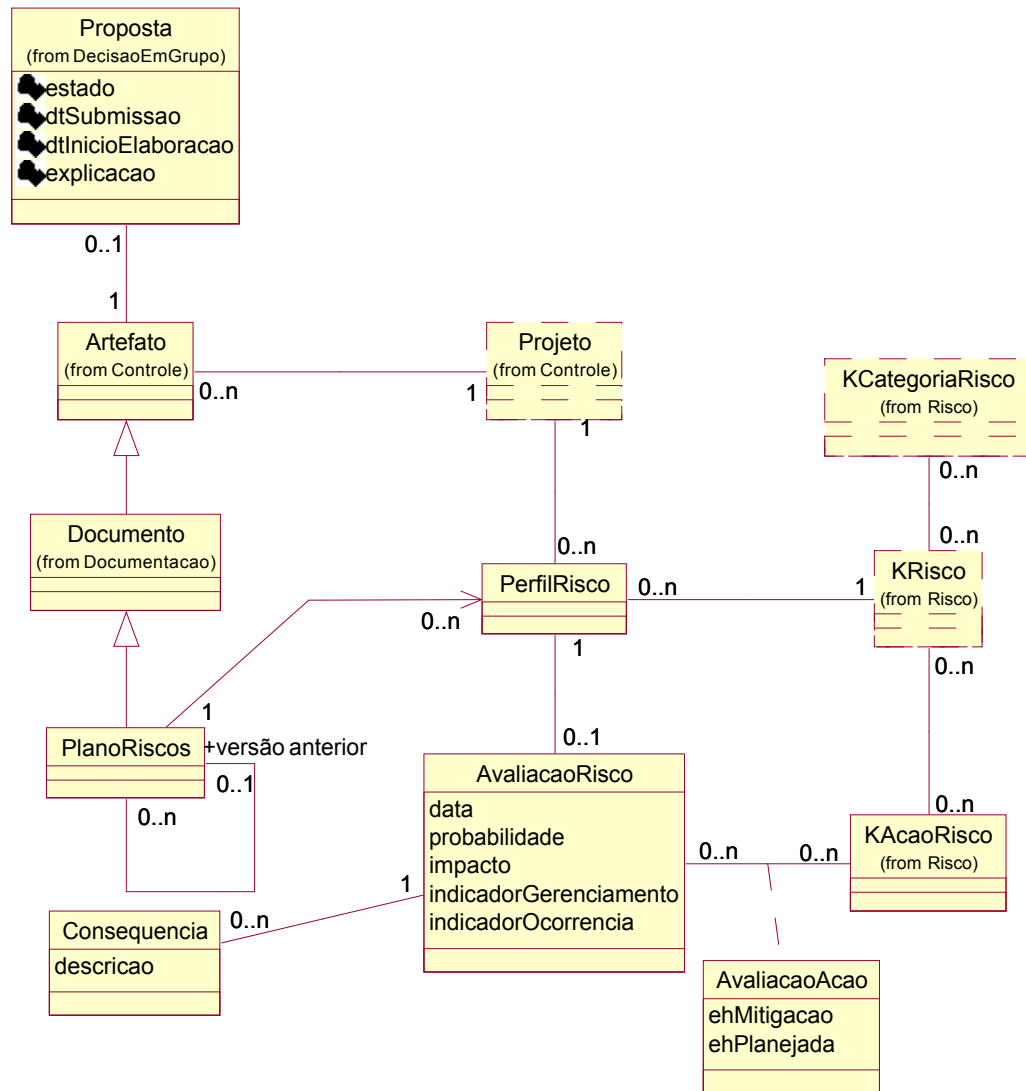 Proposta
(from DecisaoEmGrupo)
estado
dtSubmissao
dtInicioElaboracao
explicacao
0..1
1
Artefato
(from Controle)
0..n
1
Projeto
(from Controle)
1
KCategoriaRisco
(from Risco)
0..n
Documento
(from Documentacao)
0..n
0..n
PerfilRisco
0..n
1
KRisco
(from Risco)
0..n
1
0..n
1
PlanoRiscos
+versão anterior
0..1
0..n
0..1
AvaliacaoRisco
data
probabilidade
impacto
indicadorGerenciamento
indicadorOcorrencia
0..n
0..n
0..n
KAcaoRisco
(from Risco)
1
0..n
Consequencia
descricao
AvaliacaoAcao
ehMitigacao
ehPlanejada